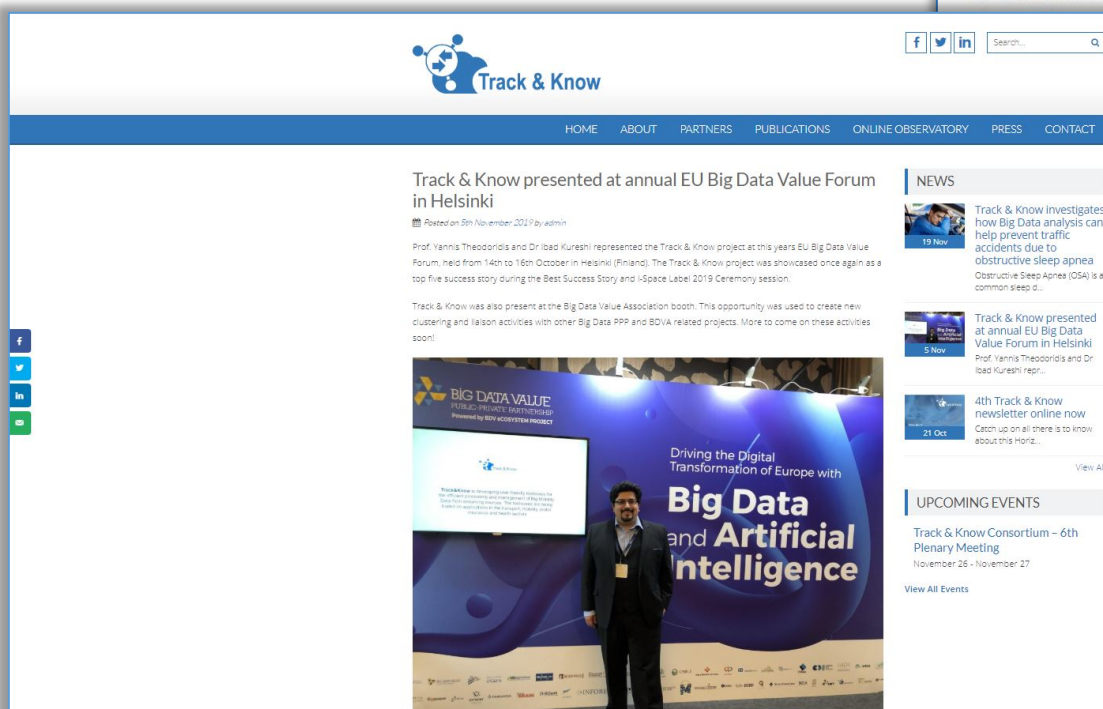 Track & Know
Search...
HOME ABOUT PARTNERS PUBLICATIONS ONLINE OBSERVATORY PRESS CONTACT
Track & Know presented at annual EU Big Data Value Forum
in Helsinki
Posted on 5th November 2019 by admin
Prof. Yannis Theodoridis and Dr Ibad Kureshi represented the Track & Know project at this years EU Big Data Value
Forum, held from 14th to 16th October in Helsinki (Finland). The Track & Know project was showcased once again as a
top five success story during the Best Success Story and i-Space Label 2019 Ceremony session.
Track & Know was also present at the Big Data Value Association booth. This opportunity was used to create new
clustering and liaison activities with other Big Data PPP and BDVA related projects. More to come on these activities
soon!
BIG DATA VALUE
PUBLIC-PRIVATE PARTNERSHIP
Powered by BDV eCOSYSTEM PROJECT
Track & Know
Driving the Digital
Transformation of Europe with
Big Data
and Artificial
Intelligence
NEWS
19 Nov
Track & Know investigates
how Big Data analysis can
help prevent traffic
accidents due to
obstructive sleep apnea
Obstructive Sleep Apnea (OSA) is a
common sleep d...
5 Nov
Track & Know presented
at annual EU Big Data
Value Forum in Helsinki
Prof. Yannis Theodoridis and Dr
Ibad Kureshi repr...
21 Oct
4th Track & Know
newsletter online now
Catch up on all there is to know
about this Horiz...
View All
UPCOMING EVENTS
Track & Know Consortium – 6th
Plenary Meeting
November 26 - November 27
View All Events